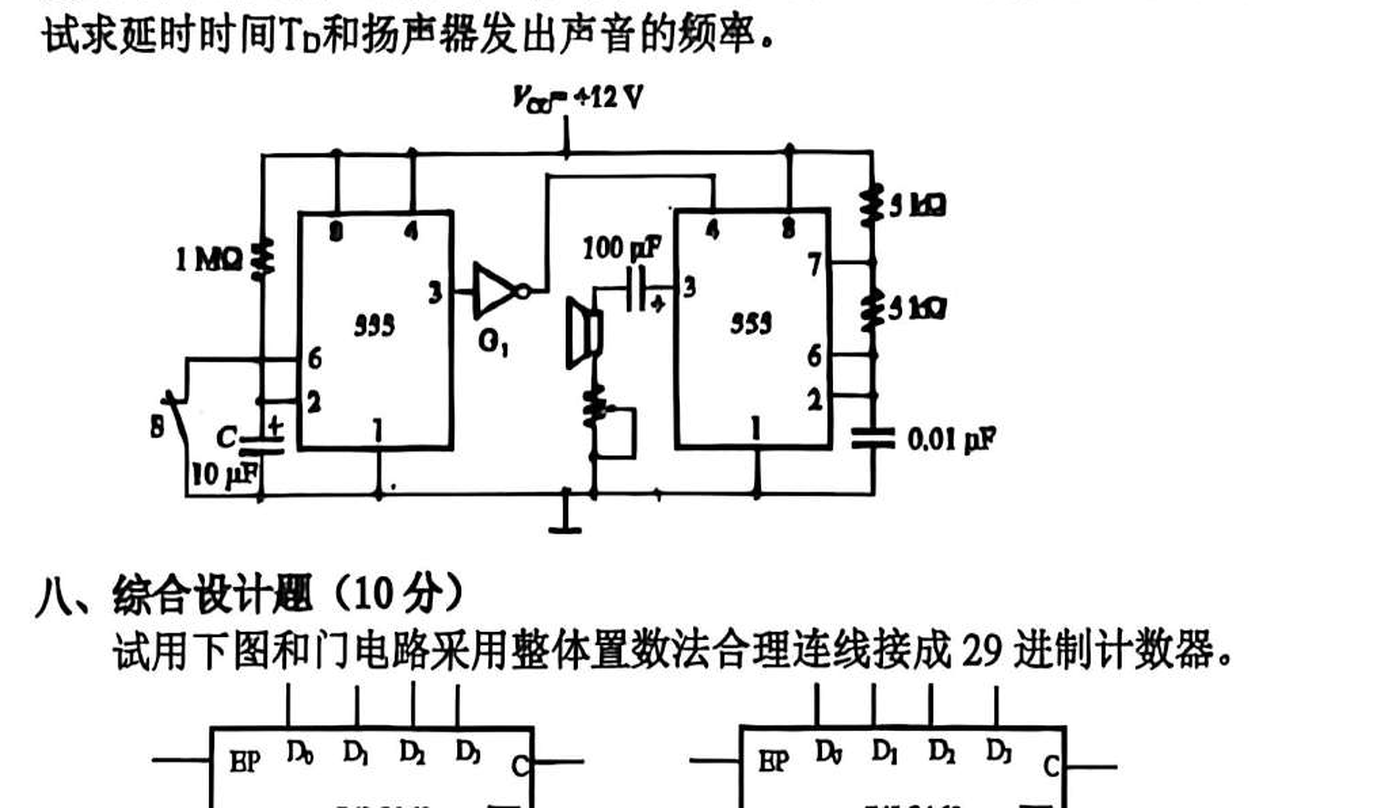 试求延时时间TD和扬声器发出声音的频率。
Vcc=+12 V
1 MΩ
8
4
3
6
2
1
555
G1
S
C
+
10 μF
100 μF
+
3
4
8
7
6
2
1
555
5 kΩ
5 kΩ
0.01 μF
八、综合设计题（10 分）
试用下图和门电路采用整体置数法合理连线接成 29 进制计数器。
EP D0 D1 D2 D3 C
EP D0 D1 D2 D3 C